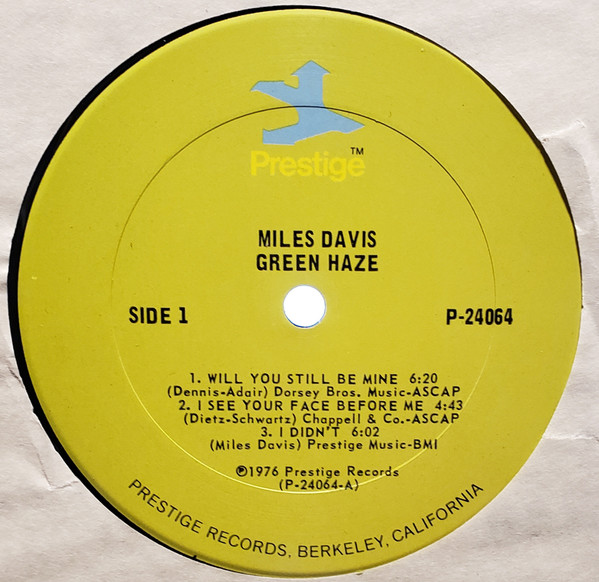 Prestige™
MILES DAVIS
GREEN HAZE
SIDE 1
P-24064
1. WILL YOU STILL BE MINE 6:20
(Dennis-Adair) Dorsey Bros. Music-ASCAP
2. I SEE YOUR FACE BEFORE ME 4:43
(Dietz-Schwartz) Chappell & Co.-ASCAP
3. I DIDN'T 6:02
(Miles Davis) Prestige Music-BMI
℗1976 Prestige Records
(P-24064-A)
PRESTIGE RECORDS, BERKELEY, CALIFORNIA